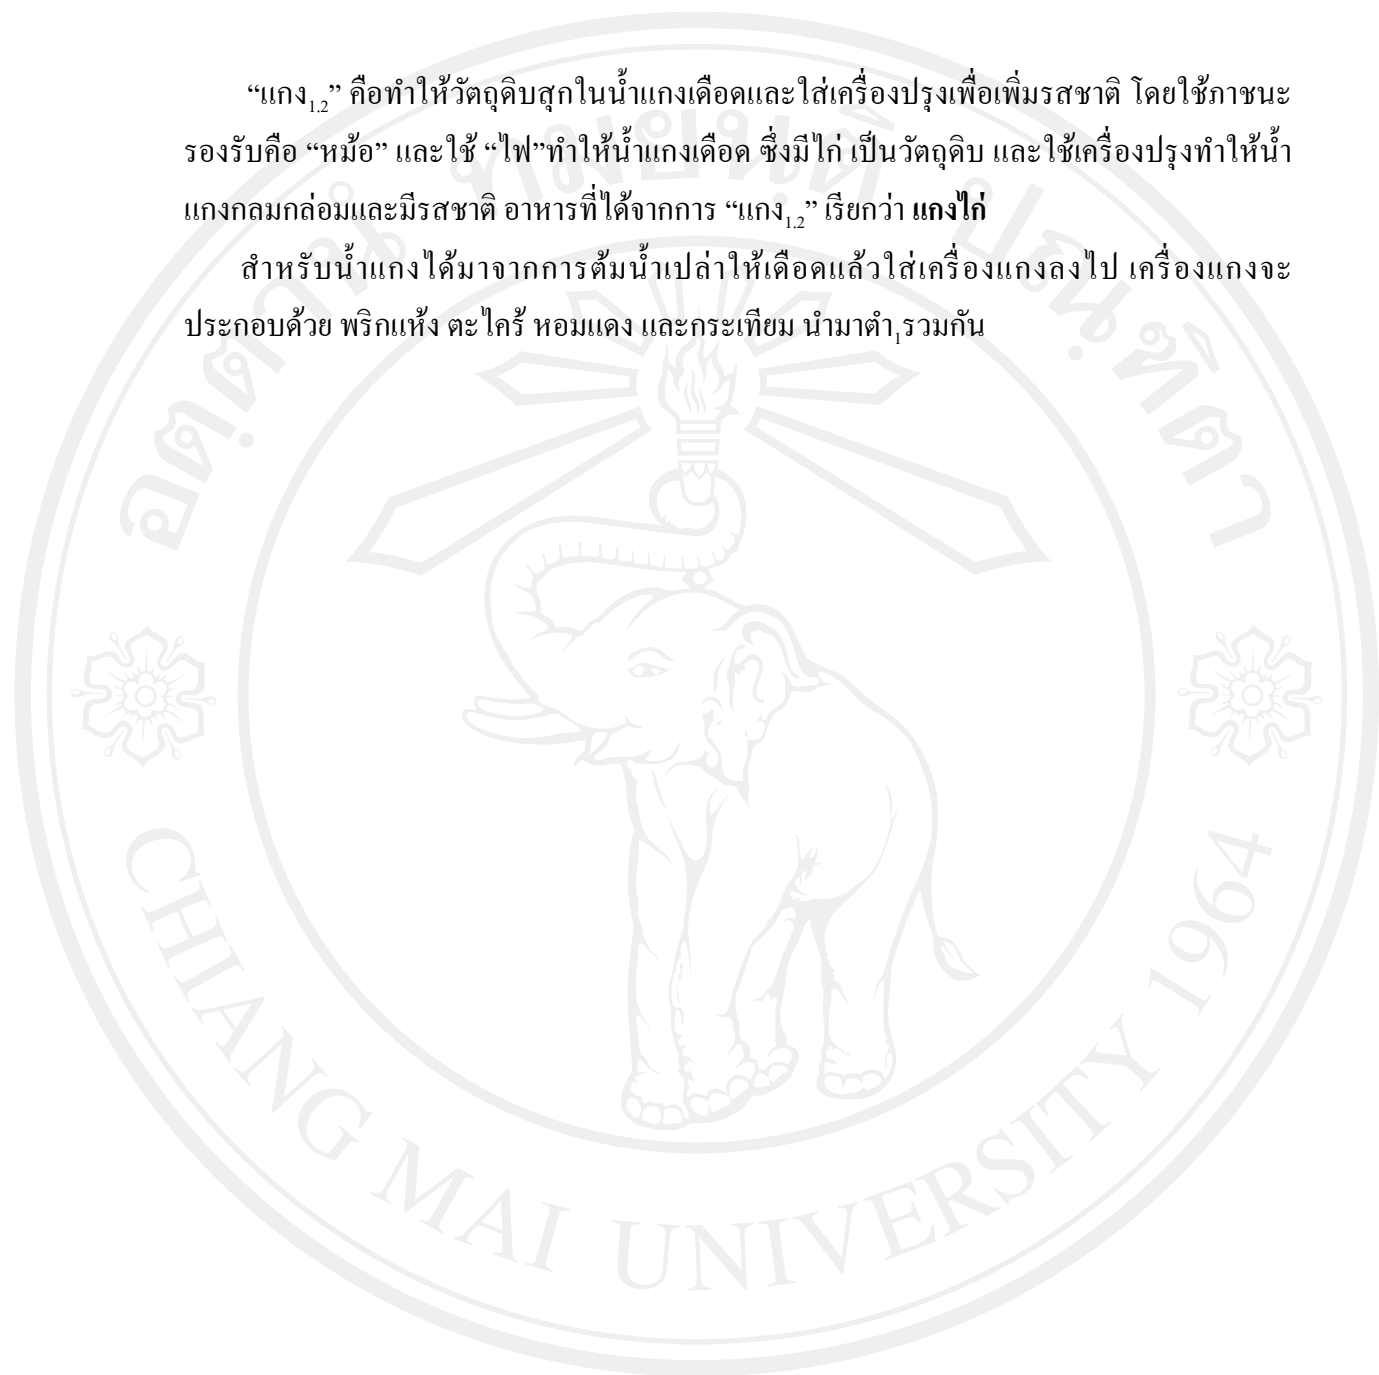 “แกง1.2” คือทำให้วัตถุดิบสุกในน้ำแกงเดือดและใส่เครื่องปรุงเพื่อเพิ่มรสชาติ โดยใช้ภาชนะ
รองรับคือ “หม้อ” และใช้ “ไฟ”ทำให้น้ำแกงเดือด ซึ่งมีไก่ เป็นวัตถุดิบ และใช้เครื่องปรุงทำให้น้ำ
แกงกลมกล่อมและมีรสชาติ อาหารที่ได้จากการ “แกง1.2” เรียกว่า แกงไก่
สำหรับน้ำแกงได้มาจากการต้มน้ำเปล่าให้เดือดแล้วใส่เครื่องแกงลงไป เครื่องแกงจะ
ประกอบด้วย พริกแห้ง ตะไคร้ หอมแดง และกระเทียม นำมาตำ1รวมกัน
อตฺตานํ ทมยนฺติ ปณฺฑิตา
CHIANG MAI UNIVERSITY 1964